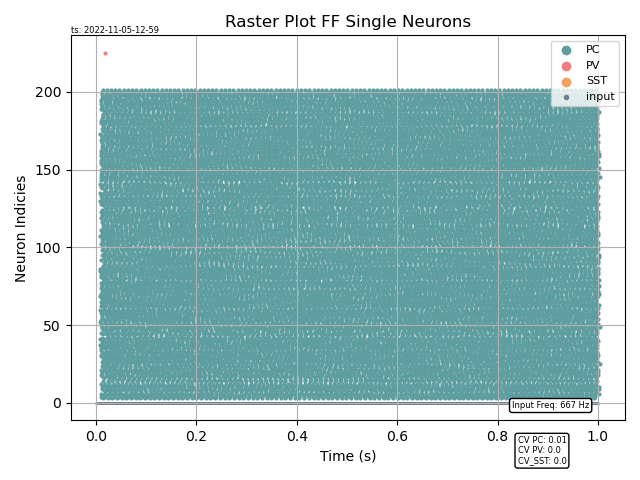 Raster Plot FF Single Neurons
ts: 2022-11-05-12-59
PC
PV
SST
input
200
150
100
50
0
Neuron Indicies
Input Freq: 667 Hz
0.0 0.2 0.4 0.6 0.8 1.0
Time (s)
CV PC: 0.01
CV PV: 0.0
CV_SST: 0.0